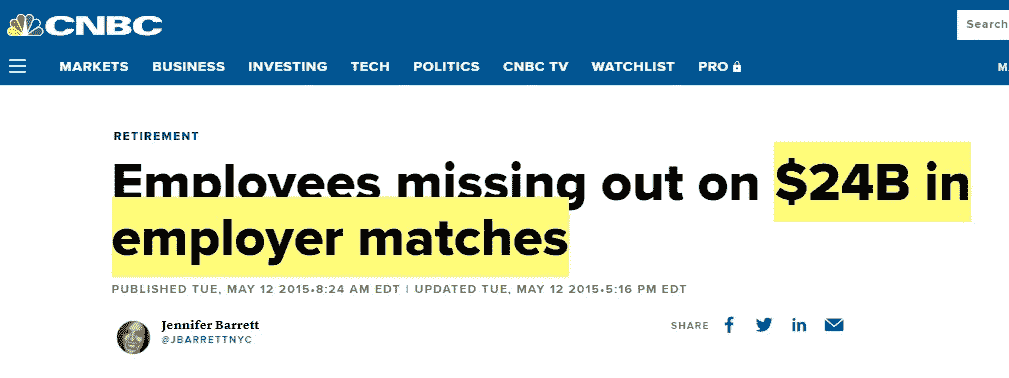 CNBC
Search
MARKETS BUSINESS INVESTING TECH POLITICS CNBC TV WATCHLIST PRO
M
RETIREMENT
Employees missing out on $24B in
employer matches
PUBLISHED TUE, MAY 12 2015•8:24 AM EDT | UPDATED TUE, MAY 12 2015•5:16 PM EDT
Jennifer Barrett
@JBARRETTNYC
SHARE f in